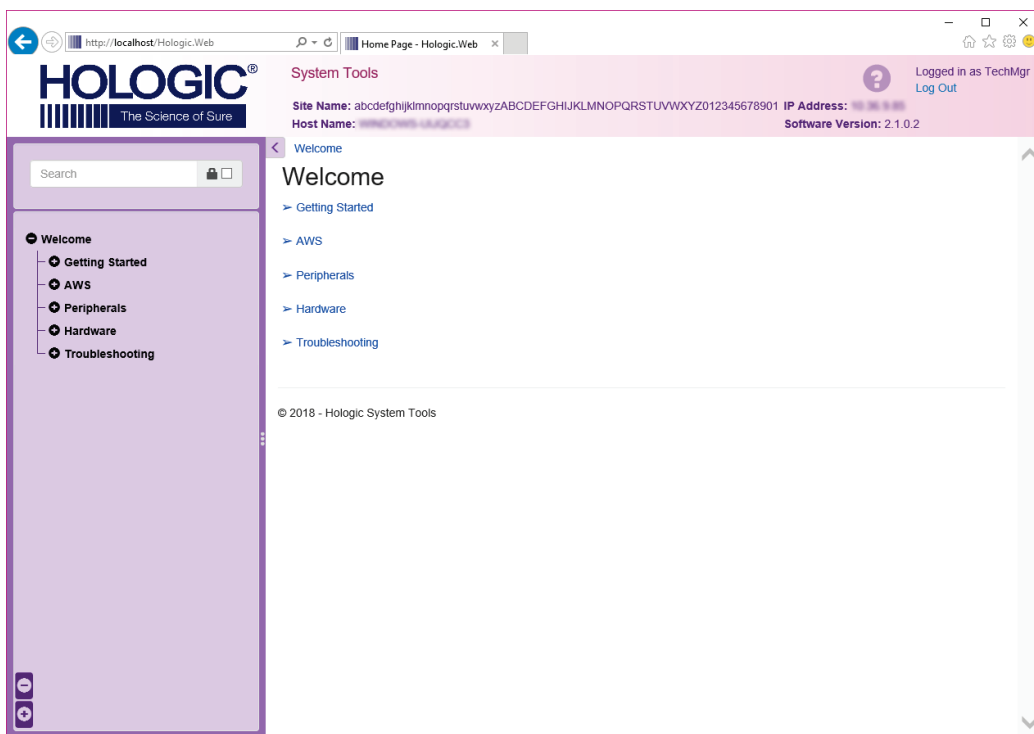 http://localhost/Hologic.Web
Home Page - Hologic.Web
HOLOGIC®
The Science of Sure
System Tools
Logged in as TechMgr
Log Out
Site Name: abcdefghijklmnopqrstuvwxyzABCDEFGHIJKLMNOPQRSTUVWXYZ012345678901 IP Address:
Host Name:
Software Version: 2.1.0.2
Search
Welcome
Getting Started
AWS
Peripherals
Hardware
Troubleshooting
Welcome
Welcome
➢ Getting Started
➢ AWS
➢ Peripherals
➢ Hardware
➢ Troubleshooting
© 2018 - Hologic System Tools